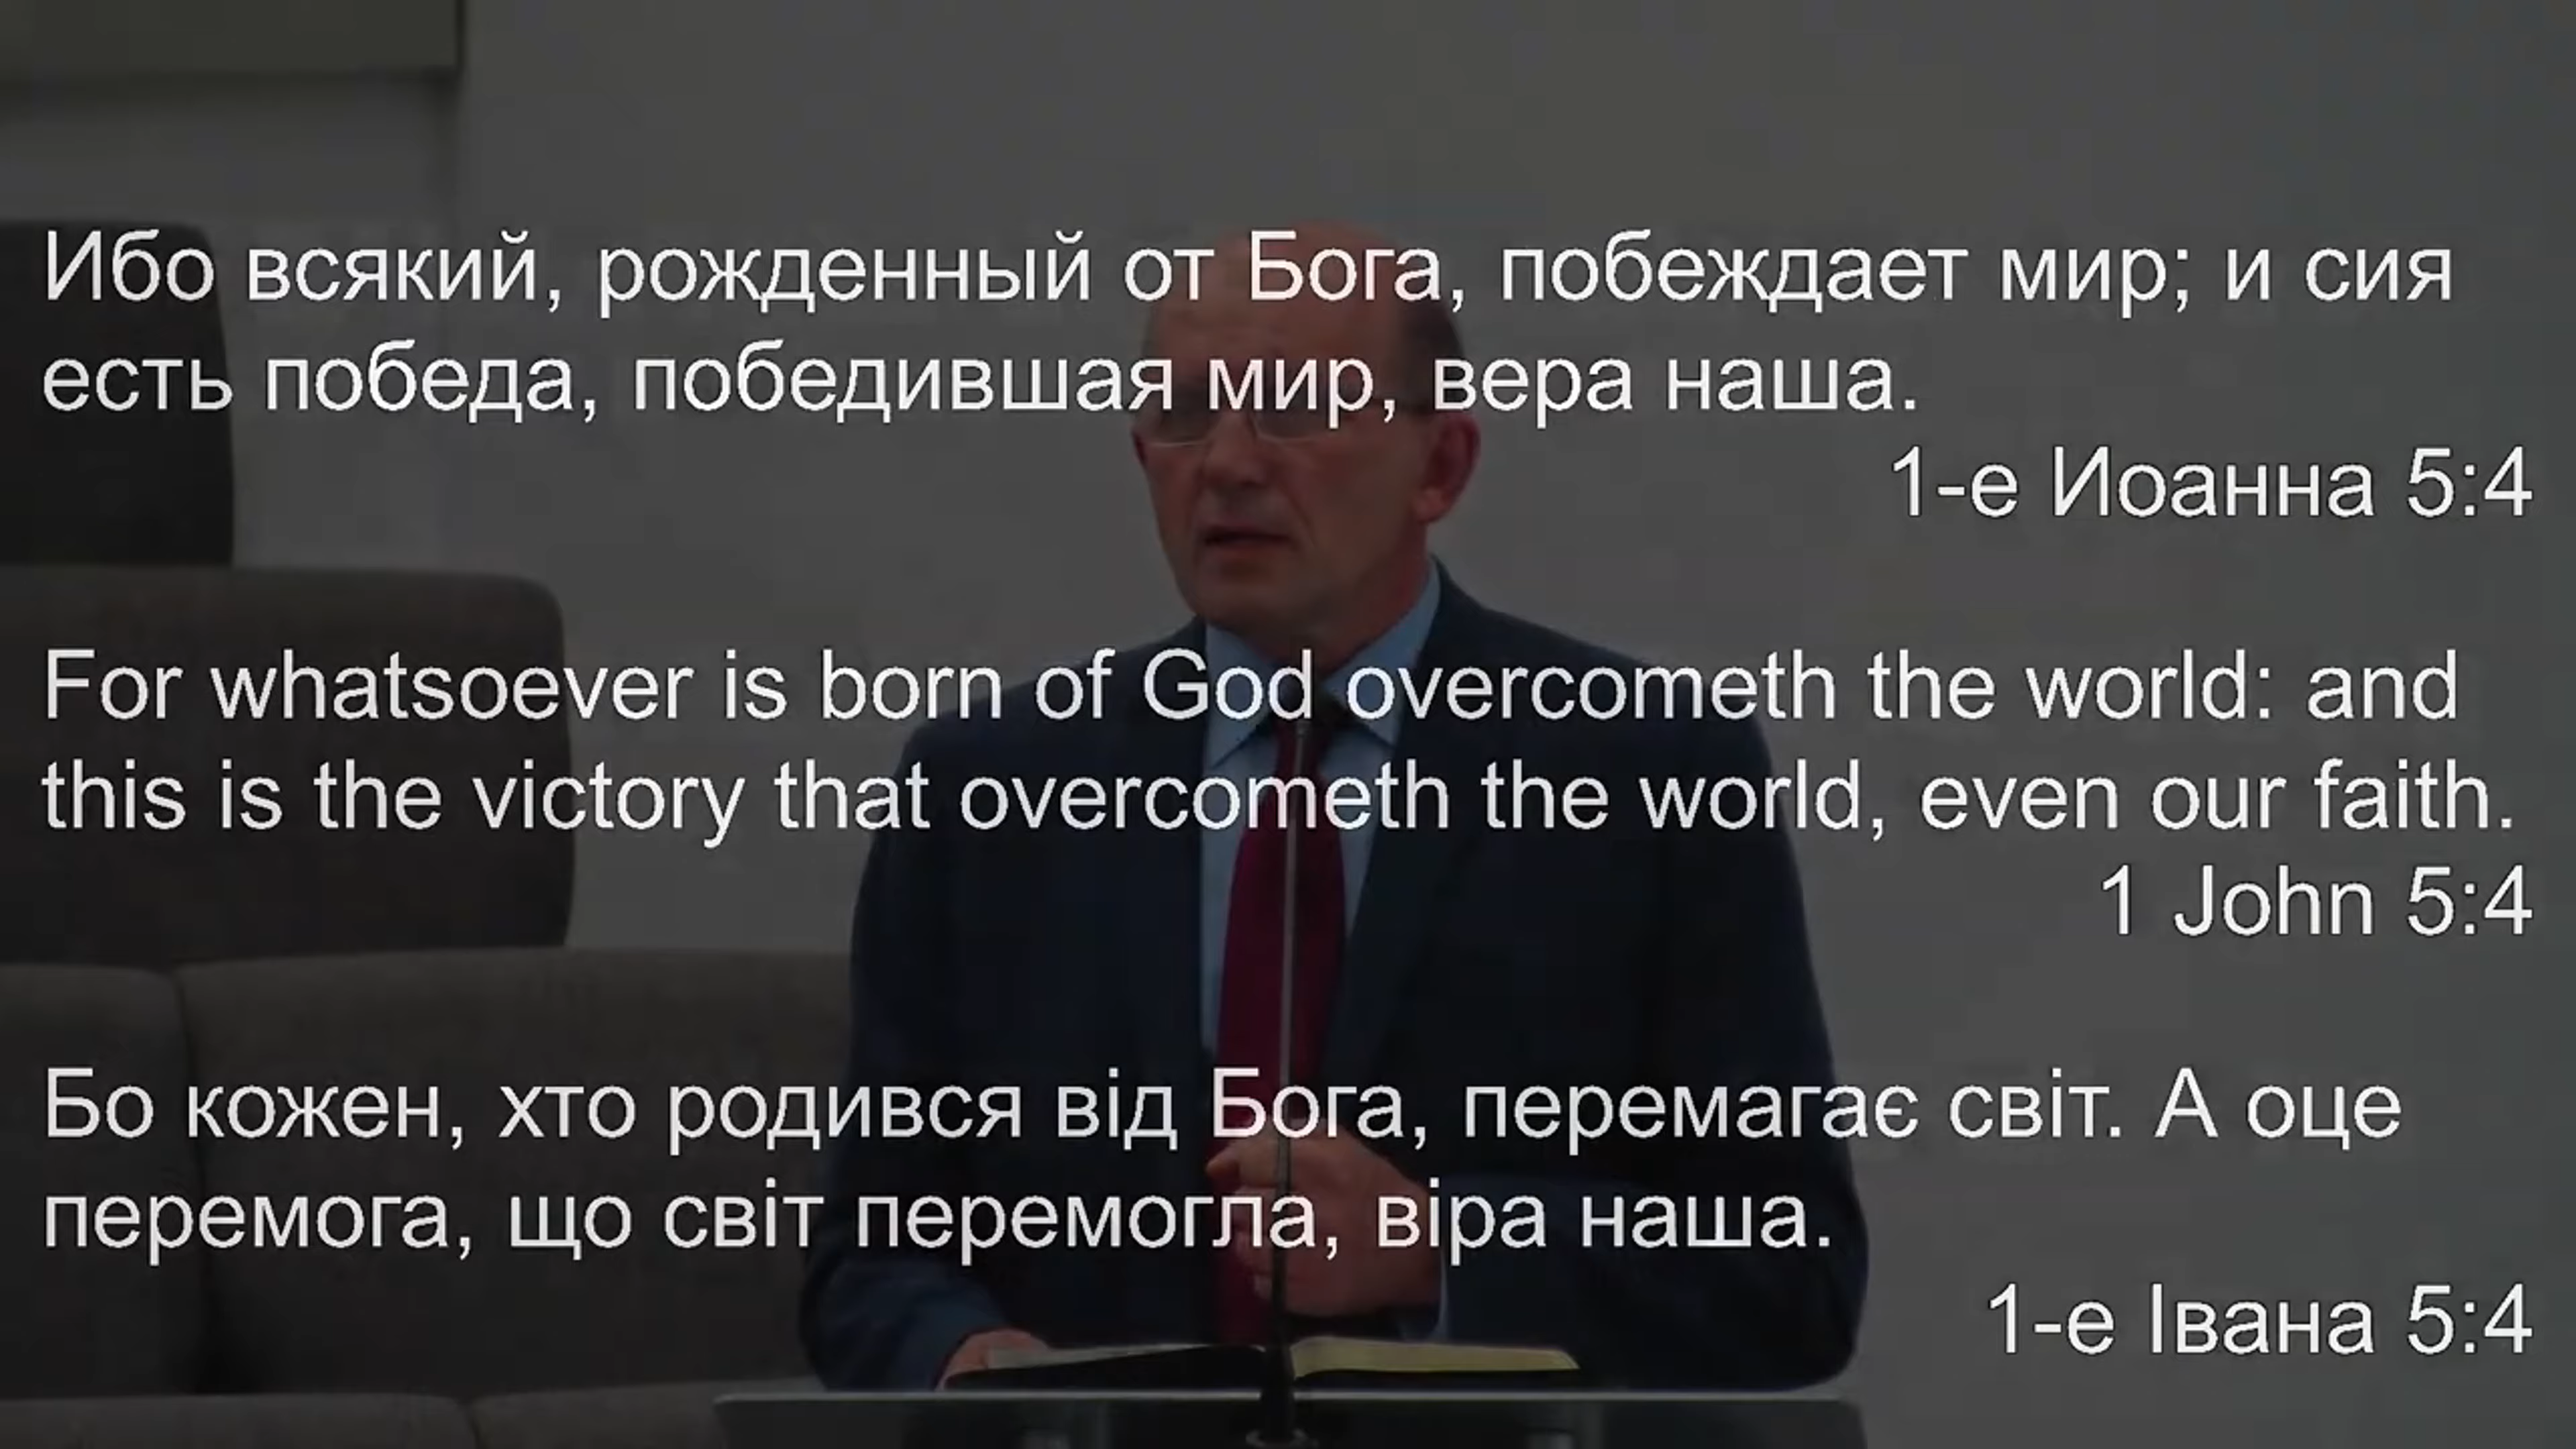 Ибо всякий, рожденный от Бога, побеждает мир; и сия
есть победа, победившая мир, вера наша.
1-е Иоанна 5:4
For whatsoever is born of God overcometh the world: and
this is the victory that overcometh the world, even our faith.
1 John 5:4
Бо кожен, хто родився від Бога, перемагає світ. А оце
перемога, що світ перемогла, віра наша.
1-е Івана 5:4